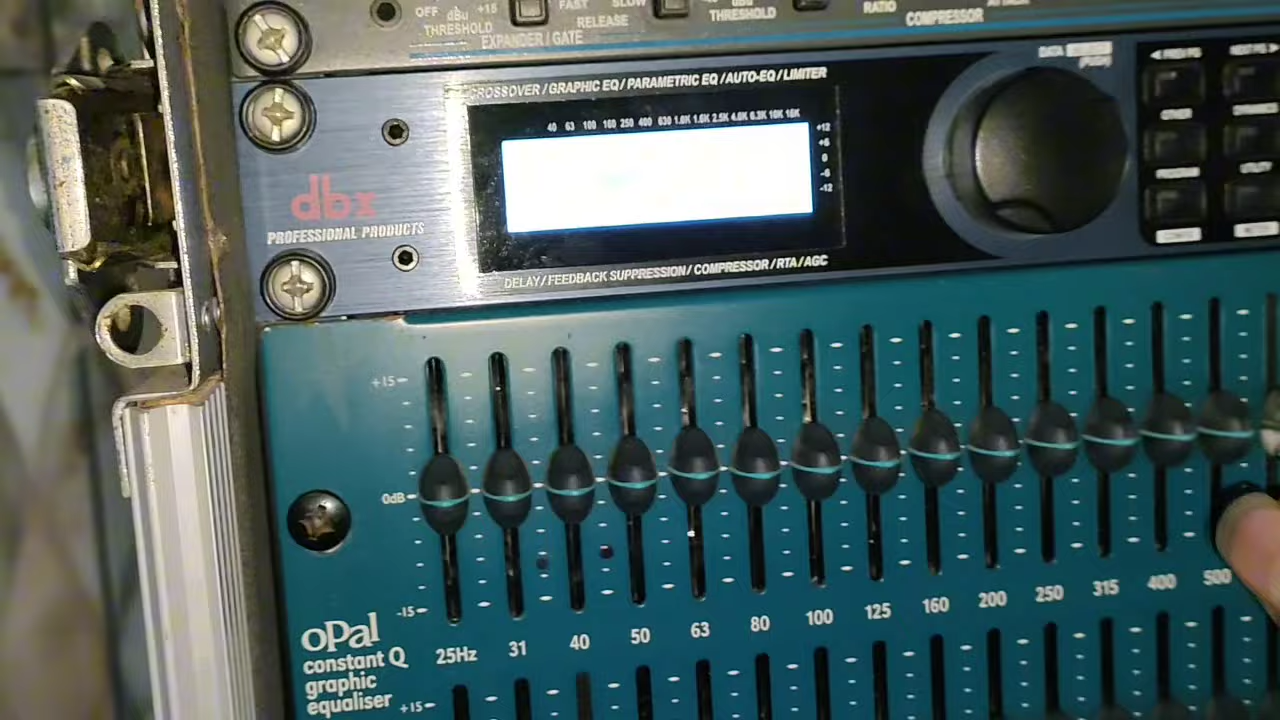 OFF dBu +15
THRESHOLD
FAST SLOW
RELEASE
EXPANDER / GATE
dBu
THRESHOLD
RATIO
COMPRESSOR
CROSSOVER / GRAPHIC EQ / PARAMETRIC EQ / AUTO-EQ / LIMITER
DATA
40 63 100 160 250 400 630 1.0K 1.6K 2.5K 4.0K 6.3K 10K 16K
+12
+6
0
-6
-12
dbx
PROFESSIONAL PRODUCTS
UTILITY
DELAY / FEEDBACK SUPPRESSION / COMPRESSOR / RTA / AGC
+15
0dB
-15
25Hz 31 40 50 63 80 100 125 160 200 250 315 400 500
oPal
constant Q
graphic
equaliser
+15